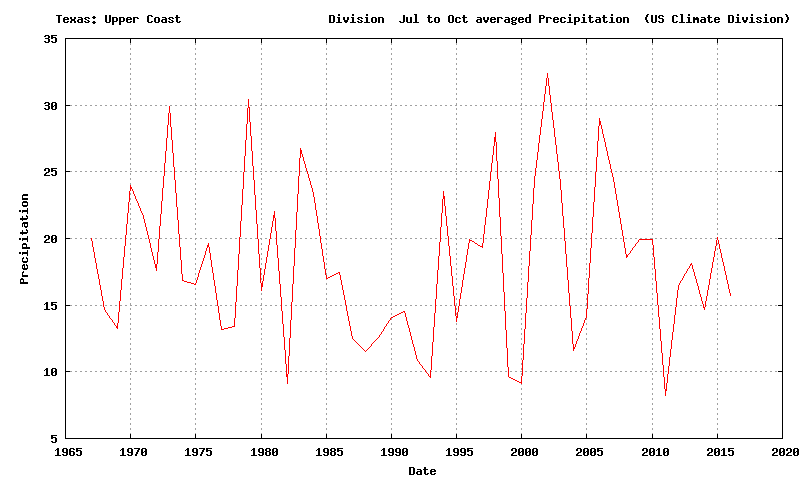 Texas: Upper Coast Division Jul to Oct averaged Precipitation (US Climate Division)
35
30
25
20
15
10
5
Precipitation
1965 1970 1975 1980 1985 1990 1995 2000 2005 2010 2015 2020
Date